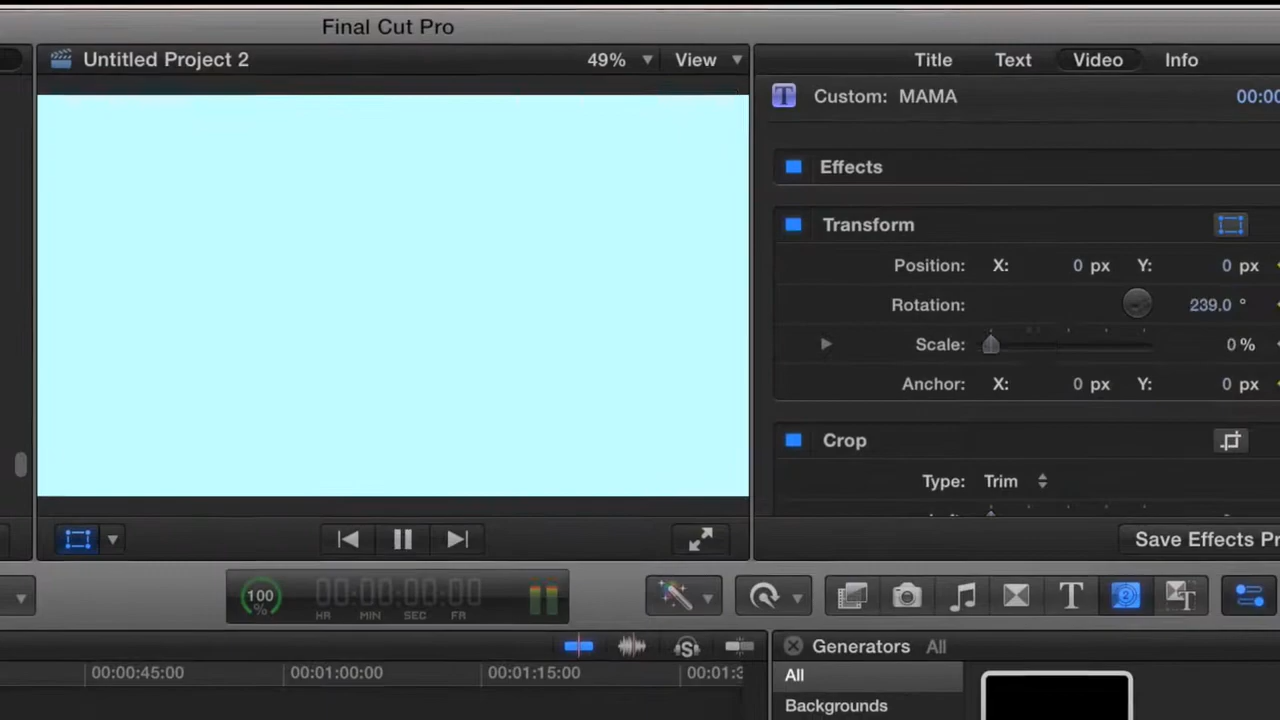 Final Cut Pro
Untitled Project 2
49%
View
Title
Text
Video
Info
Custom: MAMA
00:00
Effects
Transform
Position: X: 0 px Y: 0 px
Rotation: 239.0 °
Scale: 0 %
Anchor: X: 0 px Y: 0 px
Crop
Type: Trim
Save Effects Pr
100 %
00:00:00:00
HR MIN SEC FR
00:00:45:00
00:01:00:00
00:01:15:00
00:01:3
Generators All
All
Backgrounds